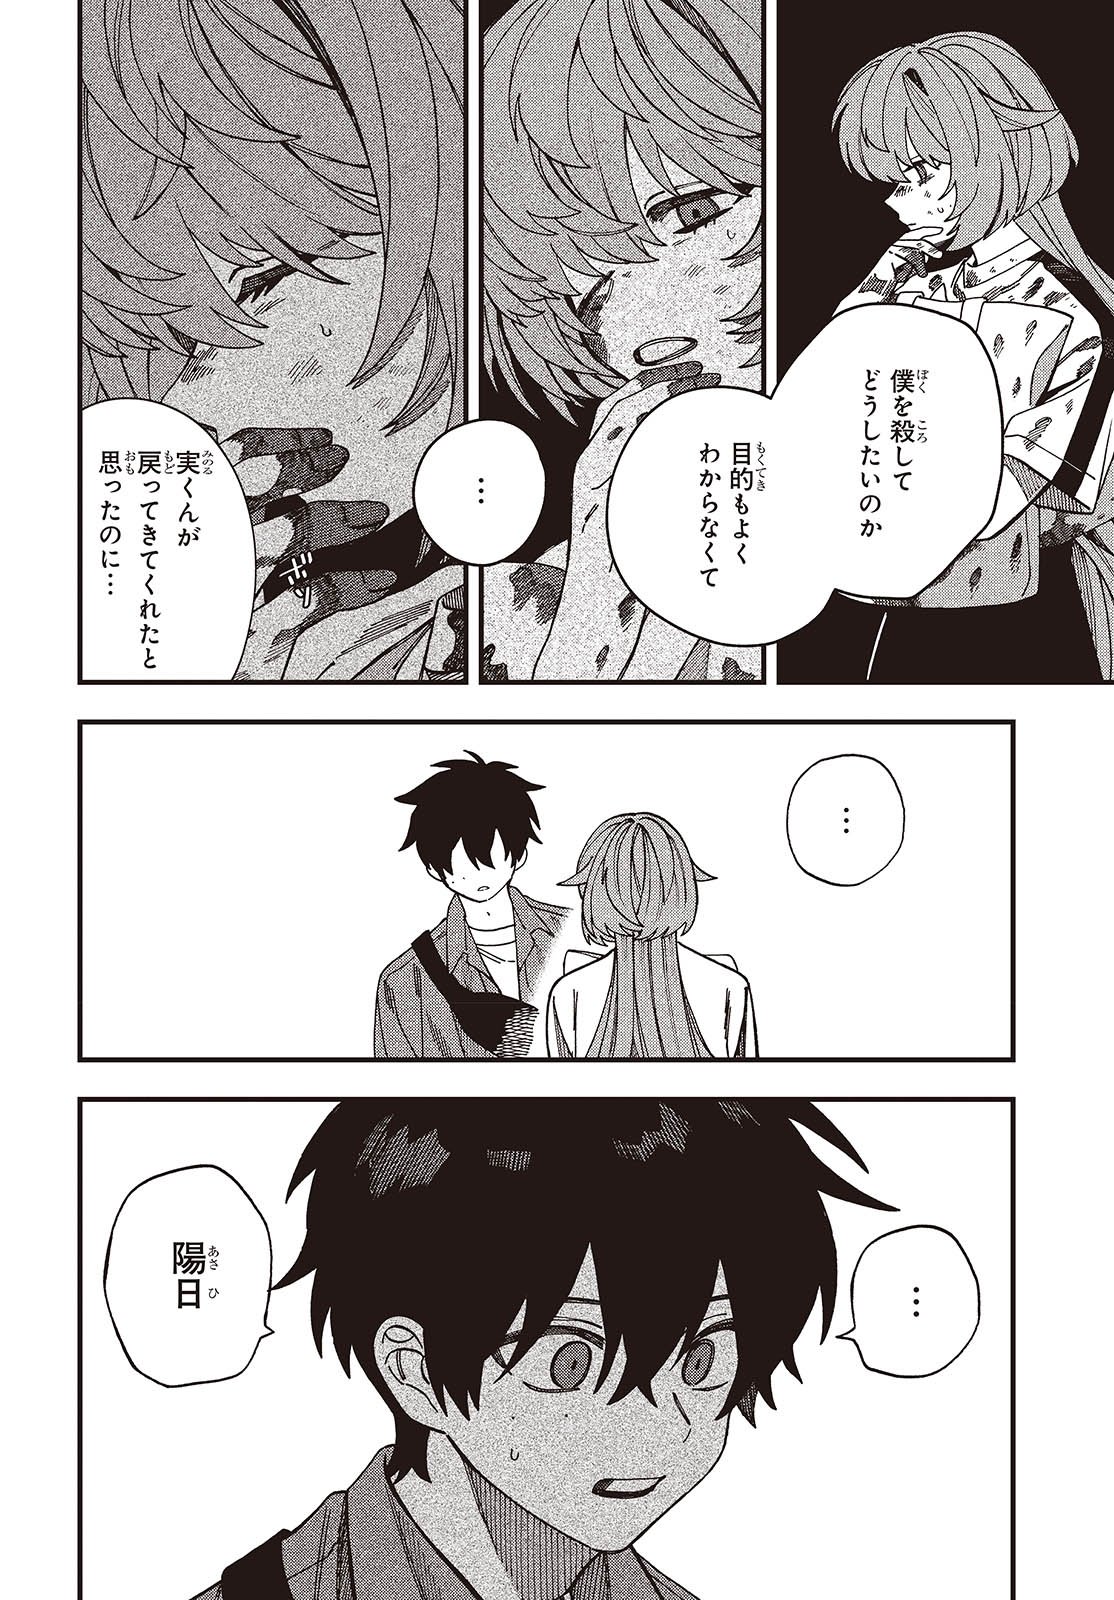 僕を殺して
どうしたいのか
目的もよく
わからなくて
…
実くんが
戻ってきてくれたと
思ったのに…
ポリ
…
…
陽日